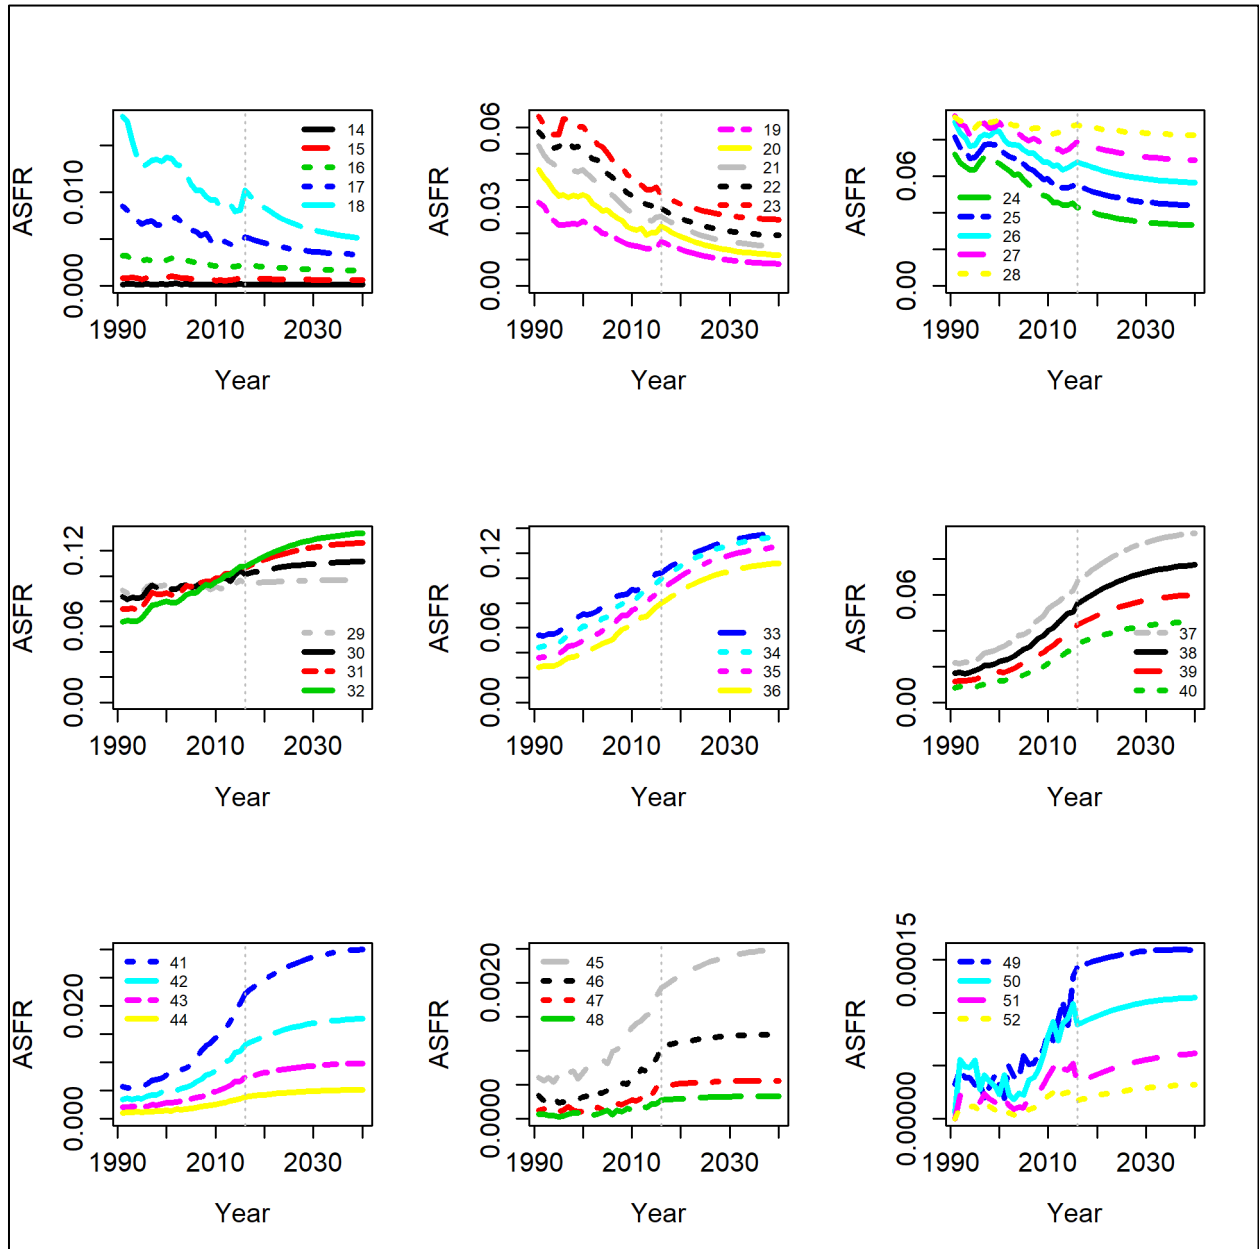 ASFR
0.000 0.010
14
15
16
17
18
1990 2010 2030
Year
ASFR
0.00 0.03 0.06
19
20
21
22
23
1990 2010 2030
Year
ASFR
0.00 0.06
24
25
26
27
28
1990 2010 2030
Year
ASFR
0.00 0.06 0.12
29
30
31
32
1990 2010 2030
Year
ASFR
0.00 0.06 0.12
33
34
35
36
1990 2010 2030
Year
ASFR
0.00 0.06
37
38
39
40
1990 2010 2030
Year
ASFR
0.000 0.020
41
42
43
44
1990 2010 2030
Year
ASFR
0.0000 0.0020
45
46
47
48
1990 2010 2030
Year
ASFR
0.00000 0.00015
49
50
51
52
1990 2010 2030
Year